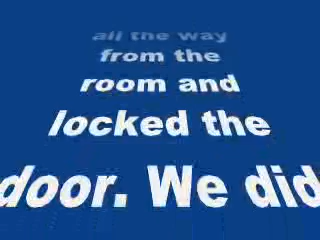 all the way
from the
room and
locked the
door. We did